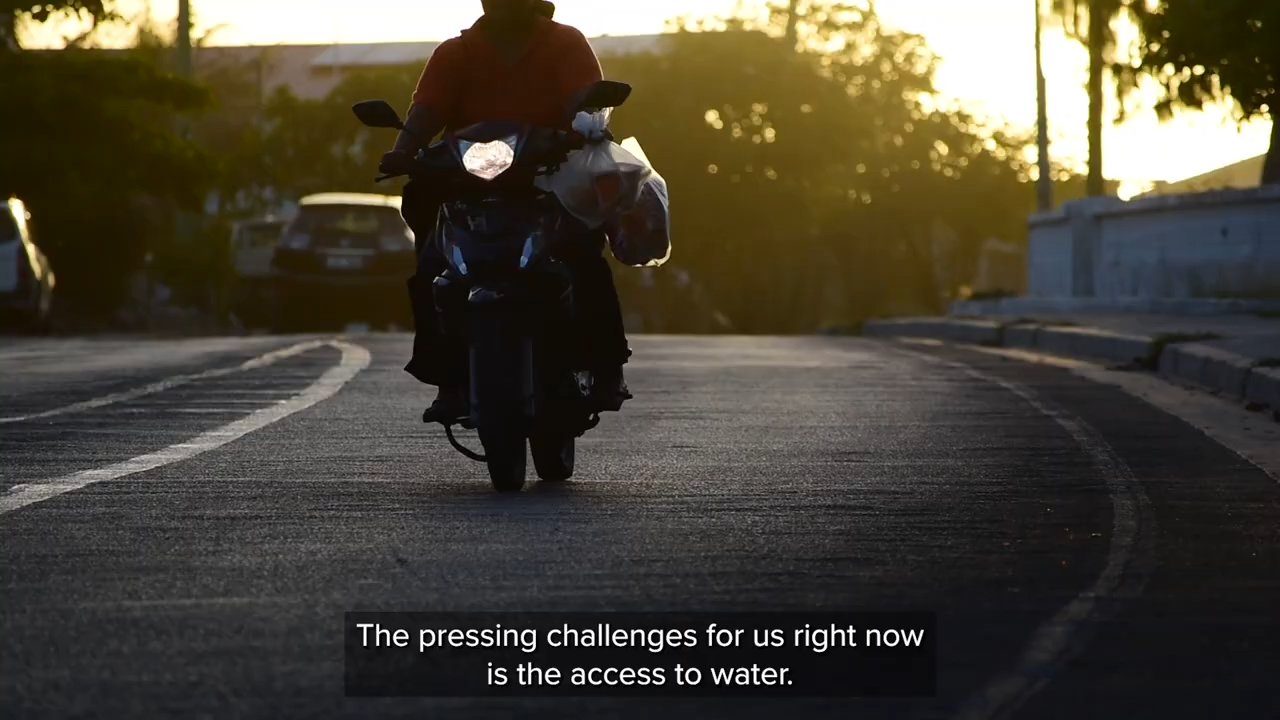 The pressing challenges for us right now
is the access to water.